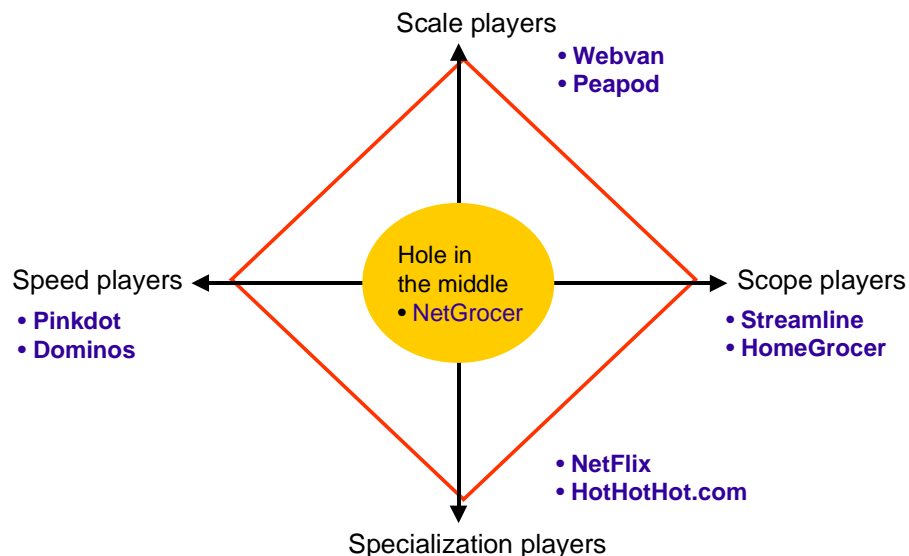 Scale players
• Webvan
• Peapod
Hole in
the middle
• NetGrocer
Speed players
• Pinkdot
• Dominos
Scope players
• Streamline
• HomeGrocer
• NetFlix
• HotHotHot.com
Specialization players